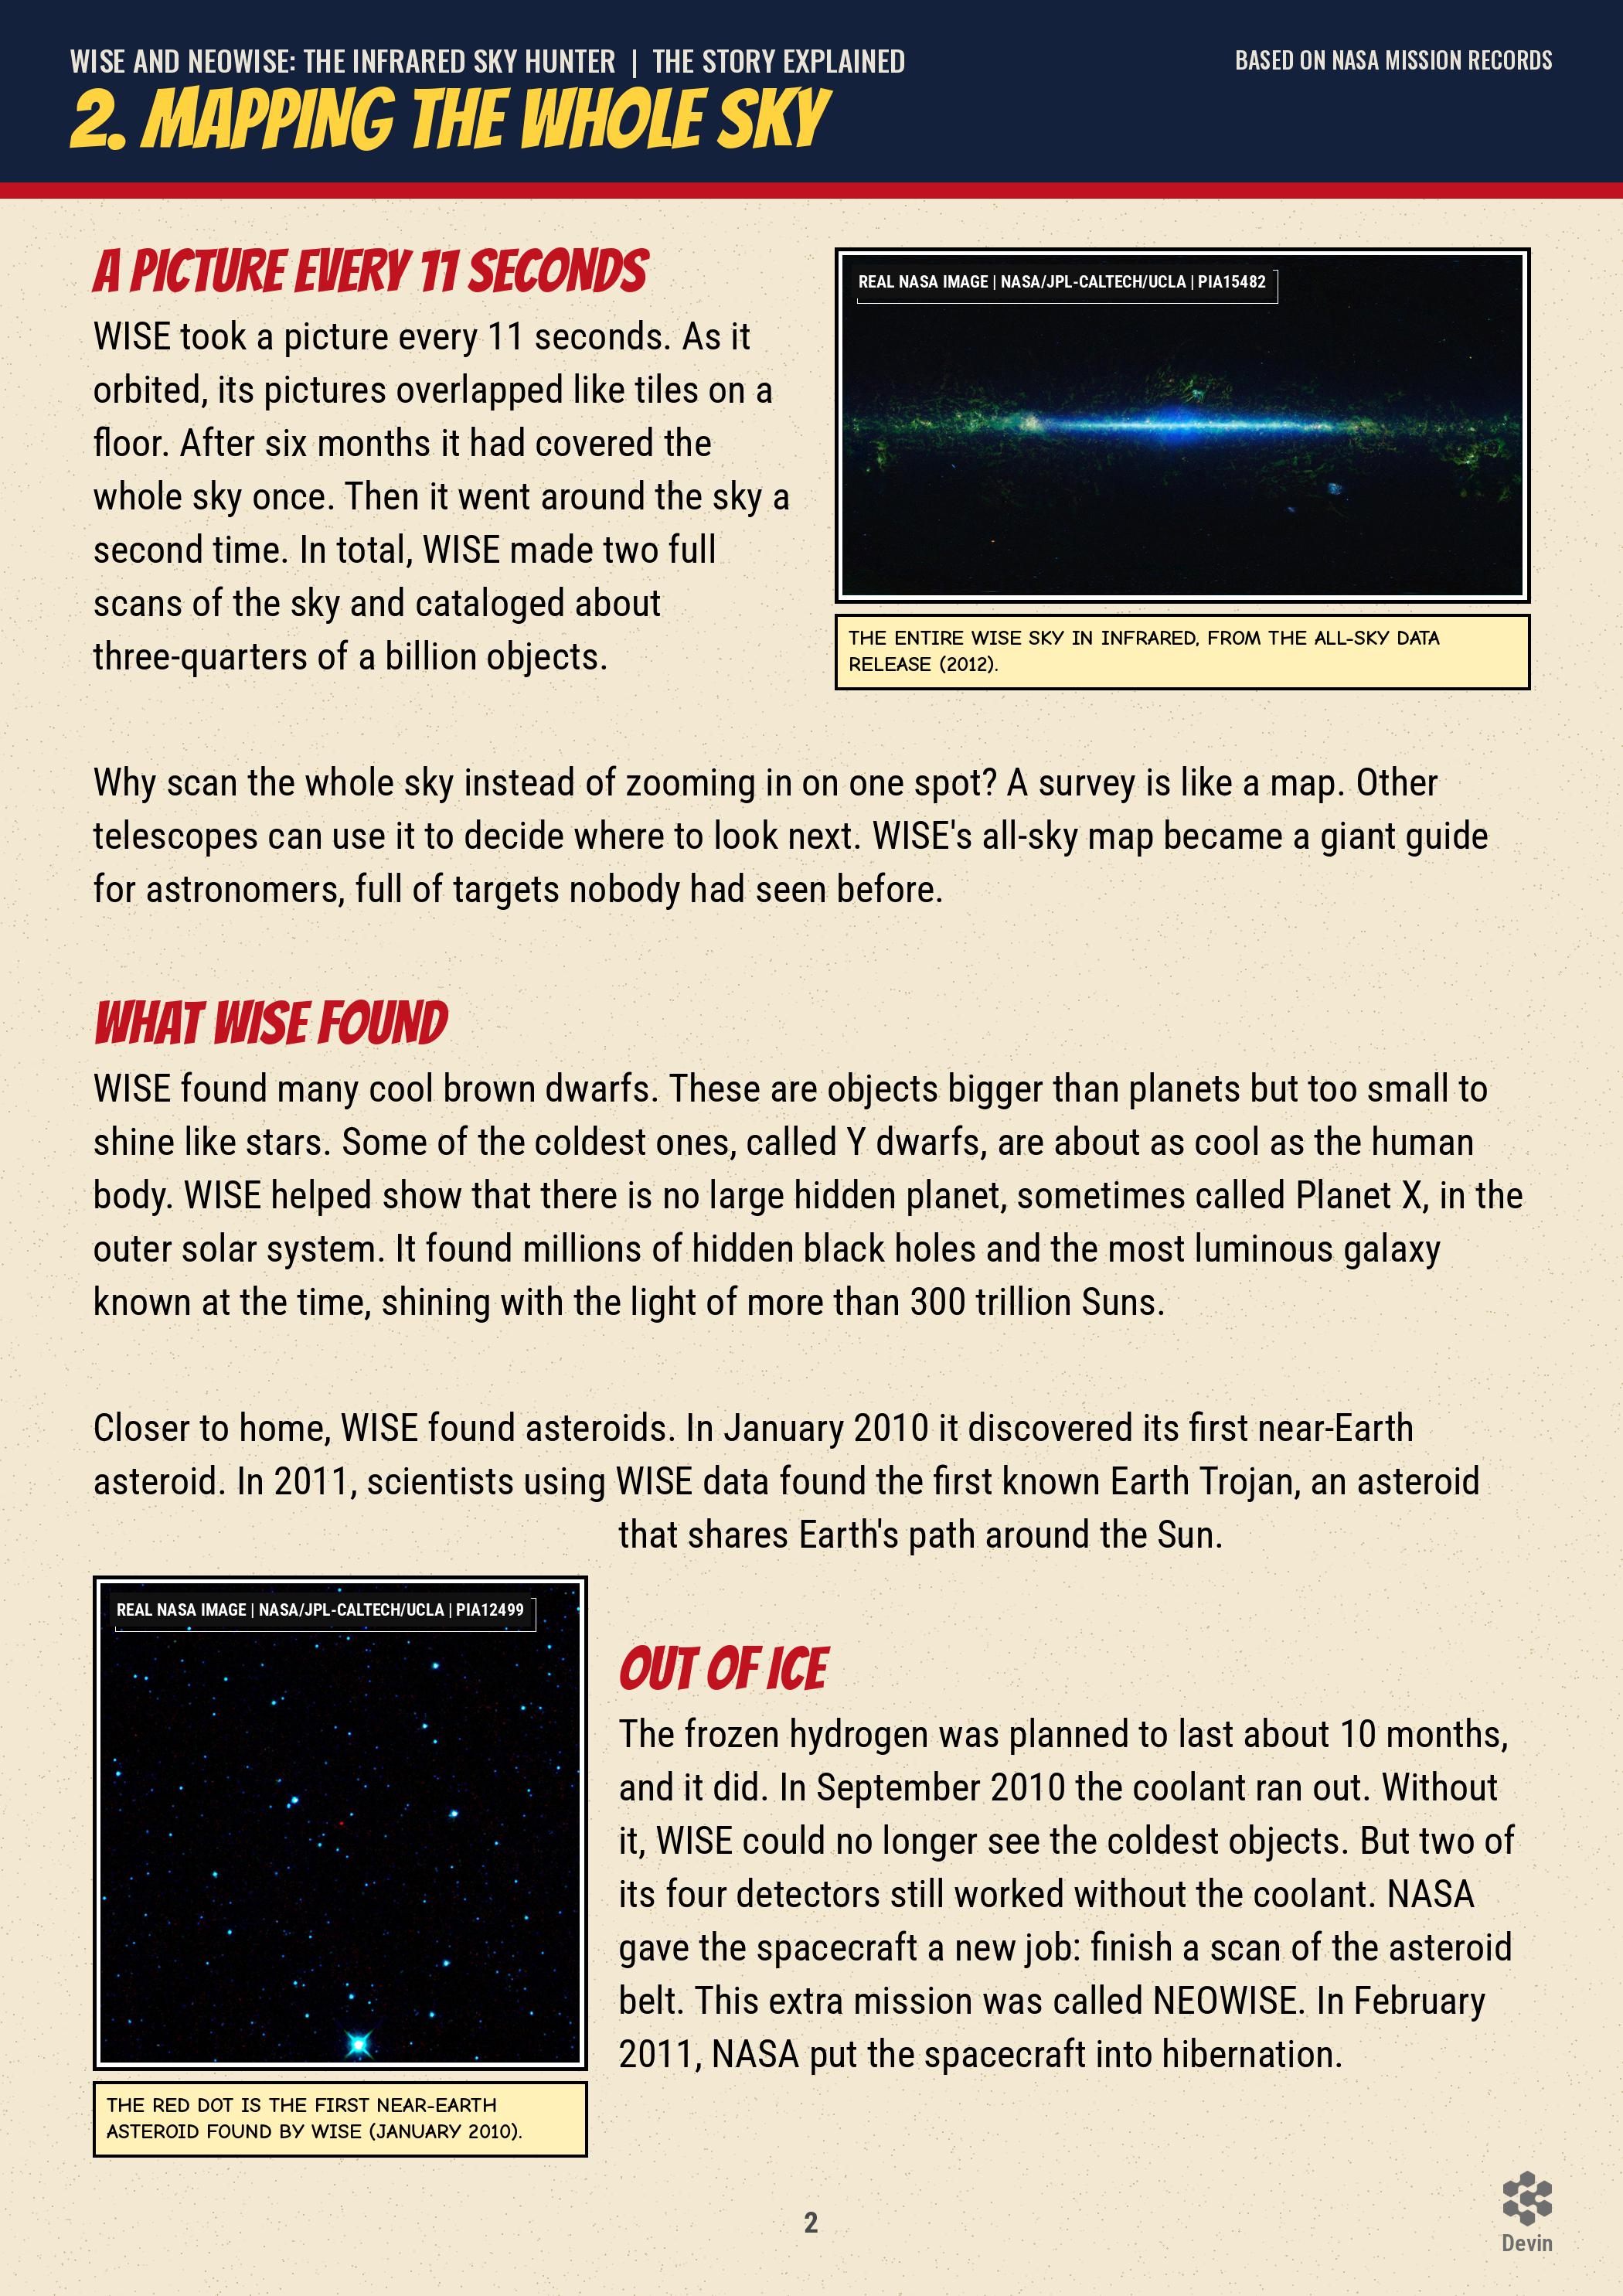 WISE AND NEOWISE: THE INFRARED SKY HUNTER | THE STORY EXPLAINED
BASED ON NASA MISSION RECORDS
2. MAPPING THE WHOLE SKY
A PICTURE EVERY 11 SECONDS
WISE took a picture every 11 seconds. As it
orbited, its pictures overlapped like tiles on a
floor. After six months it had covered the
whole sky once. Then it went around the sky a
second time. In total, WISE made two full
scans of the sky and cataloged about
three-quarters of a billion objects.
REAL NASA IMAGE | NASA/JPL-CALTECH/UCLA | PIA15482
THE ENTIRE WISE SKY IN INFRARED, FROM THE ALL-SKY DATA
RELEASE (2012).
Why scan the whole sky instead of zooming in on one spot? A survey is like a map. Other
telescopes can use it to decide where to look next. WISE's all-sky map became a giant guide
for astronomers, full of targets nobody had seen before.
WHAT WISE FOUND
WISE found many cool brown dwarfs. These are objects bigger than planets but too small to
shine like stars. Some of the coldest ones, called Y dwarfs, are about as cool as the human
body. WISE helped show that there is no large hidden planet, sometimes called Planet X, in the
outer solar system. It found millions of hidden black holes and the most luminous galaxy
known at the time, shining with the light of more than 300 trillion Suns.
Closer to home, WISE found asteroids. In January 2010 it discovered its first near-Earth
asteroid. In 2011, scientists using WISE data found the first known Earth Trojan, an asteroid
that shares Earth's path around the Sun.
REAL NASA IMAGE | NASA/JPL-CALTECH/UCLA | PIA12499
THE RED DOT IS THE FIRST NEAR-EARTH
ASTEROID FOUND BY WISE (JANUARY 2010).
OUT OF ICE
The frozen hydrogen was planned to last about 10 months,
and it did. In September 2010 the coolant ran out. Without
it, WISE could no longer see the coldest objects. But two of
its four detectors still worked without the coolant. NASA
gave the spacecraft a new job: finish a scan of the asteroid
belt. This extra mission was called NEOWISE. In February
2011, NASA put the spacecraft into hibernation.
2
Devin